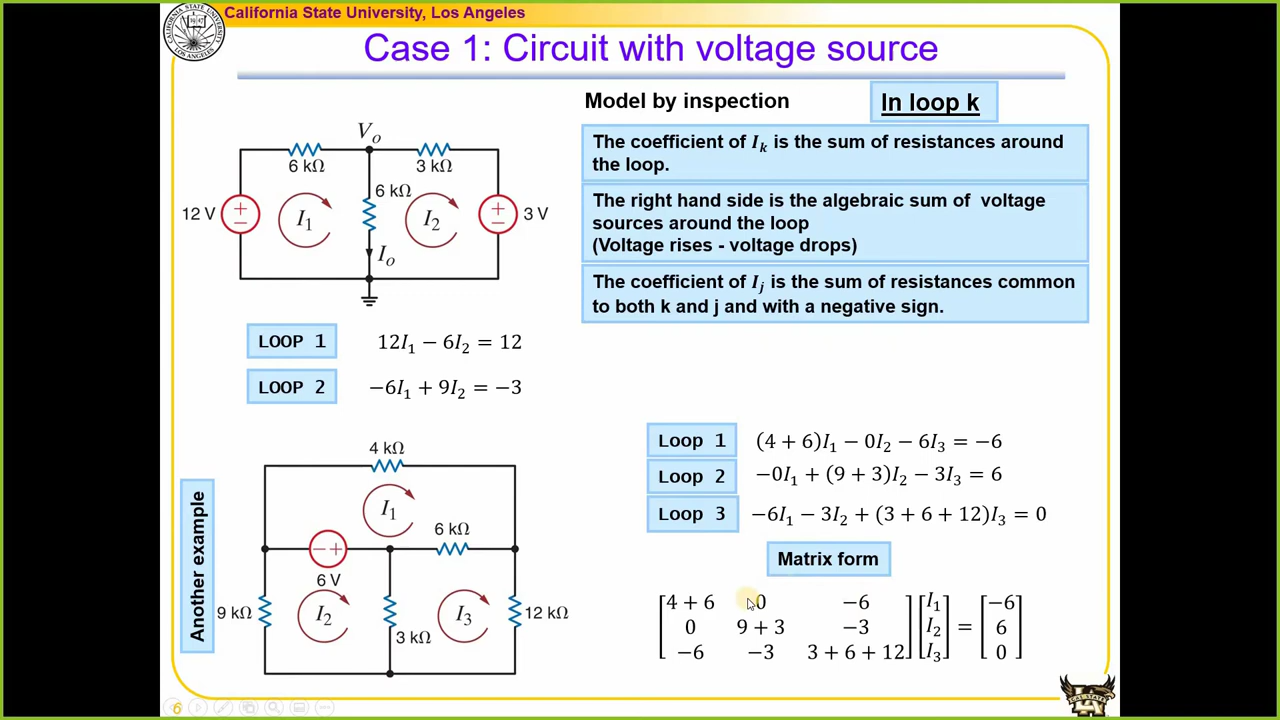 California State University, Los Angeles
Case 1: Circuit with voltage source
Model by inspection
In loop k
The coefficient of I_k is the sum of resistances around
the loop.
The right hand side is the algebraic sum of voltage
sources around the loop
(Voltage rises - voltage drops)
The coefficient of I_j is the sum of resistances common
to both k and j and with a negative sign.
V_o
6 kΩ
3 kΩ
6 kΩ
12 V
+
−
I_1
I_2
+
−
3 V
I_o
LOOP 1
12I_1 − 6I_2 = 12
LOOP 2
−6I_1 + 9I_2 = −3
Another example
4 kΩ
I_1
6 kΩ
− +
6 V
9 kΩ
I_2
3 kΩ
I_3
12 kΩ
Loop 1
(4 + 6)I_1 − 0I_2 − 6I_3 = −6
Loop 2
−0I_1 + (9 + 3)I_2 − 3I_3 = 6
Loop 3
−6I_1 − 3I_2 + (3 + 6 + 12)I_3 = 0
Matrix form
[4 + 6 0 −6] [I_1] [−6]
[0 9 + 3 −3] [I_2] = [6]
[−6 −3 3 + 6 + 12] [I_3] [0]
6